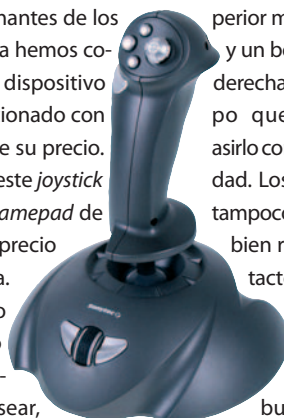 nantes de los
a hemos co-
dispositivo
ionado con
e su precio.
este joystick
amepad de
precio
a.
o
-
sear,
perior m
y un bo
derecha
po que
asirlo co
dad. Los
tampoco
bien r
tacto
bu